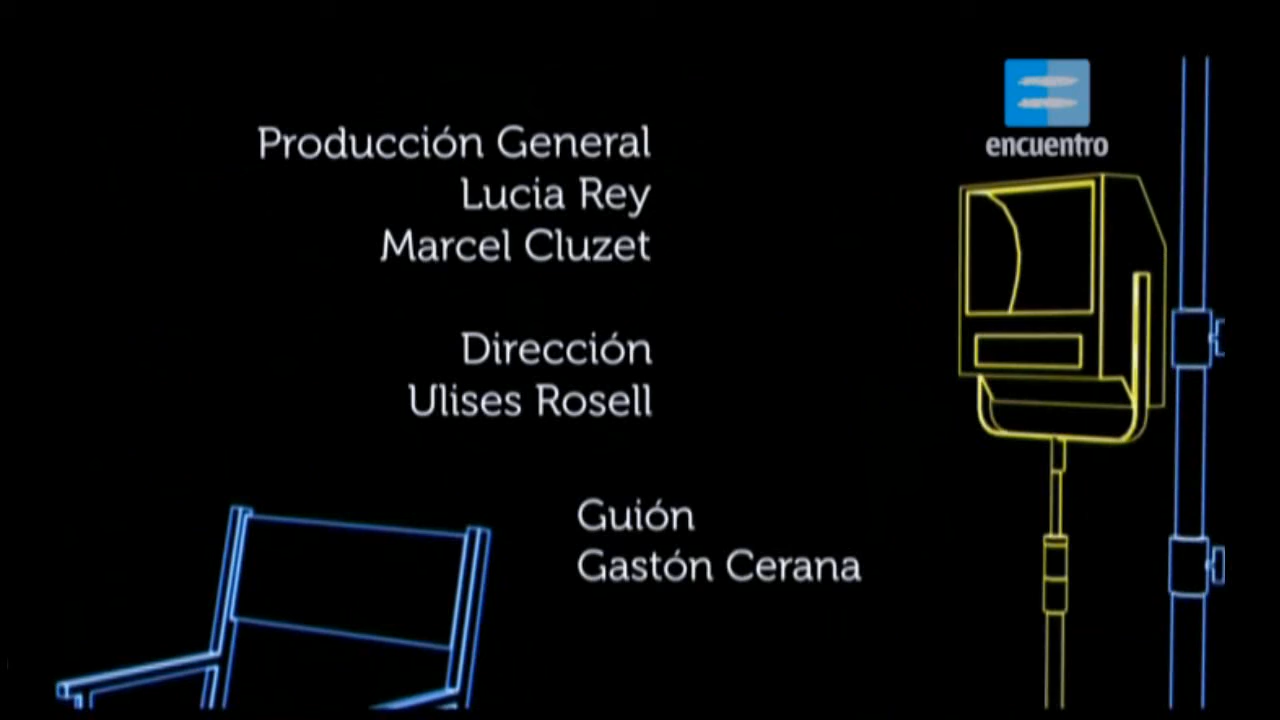 encuentro
Producción General
Lucia Rey
Marcel Cluzet
Dirección
Ulises Rosell
Guión
Gastón Cerana